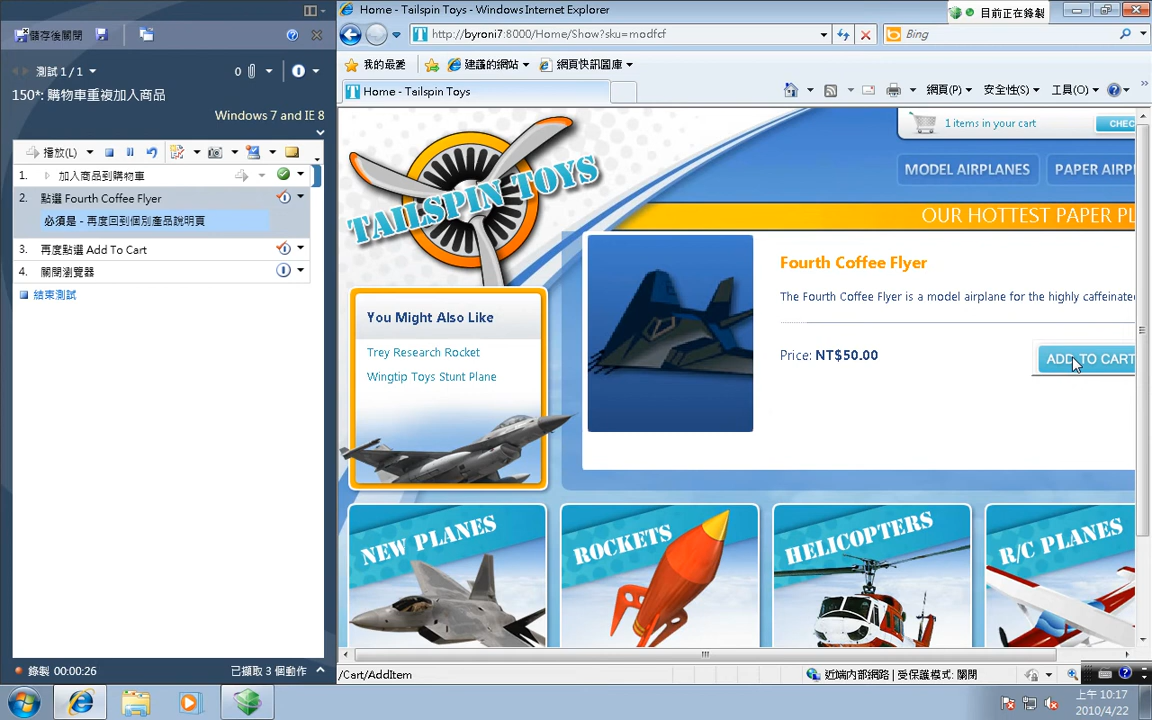 儲存後關閉
測試 1 / 1
0
150*: 購物車重複加入商品
Windows 7 and IE 8
播放(L)
1. 加入商品到購物車
2. 點選 Fourth Coffee Flyer
必須是 - 再度回到個別產品說明頁
3. 再度點選 Add To Cart
4. 關閉瀏覽器
結束測試
錄製 00:00:26
已擷取 3 個動作
Home - Tailspin Toys - Windows Internet Explorer
目前正在錄製
http://byroni7:8000/Home/Show?sku=modfcf
Bing
我的最愛
建議的網站
網頁快訊圖庫
Home - Tailspin Toys
網頁(P)
安全性(S)
工具(O)
1 items in your cart
CHEC
MODEL AIRPLANES
PAPER AIRP
TAILSPIN TOYS
OUR HOTTEST PAPER PL
Fourth Coffee Flyer
The Fourth Coffee Flyer is a model airplane for the highly caffeinate
Price: NT$50.00
ADD TO CART
You Might Also Like
Trey Research Rocket
Wingtip Toys Stunt Plane
NEW PLANES
ROCKETS
HELICOPTERS
R/C PLANES
/Cart/AddItem
近端內部網路 | 受保護模式: 關閉
上午 10:17
2010/4/22